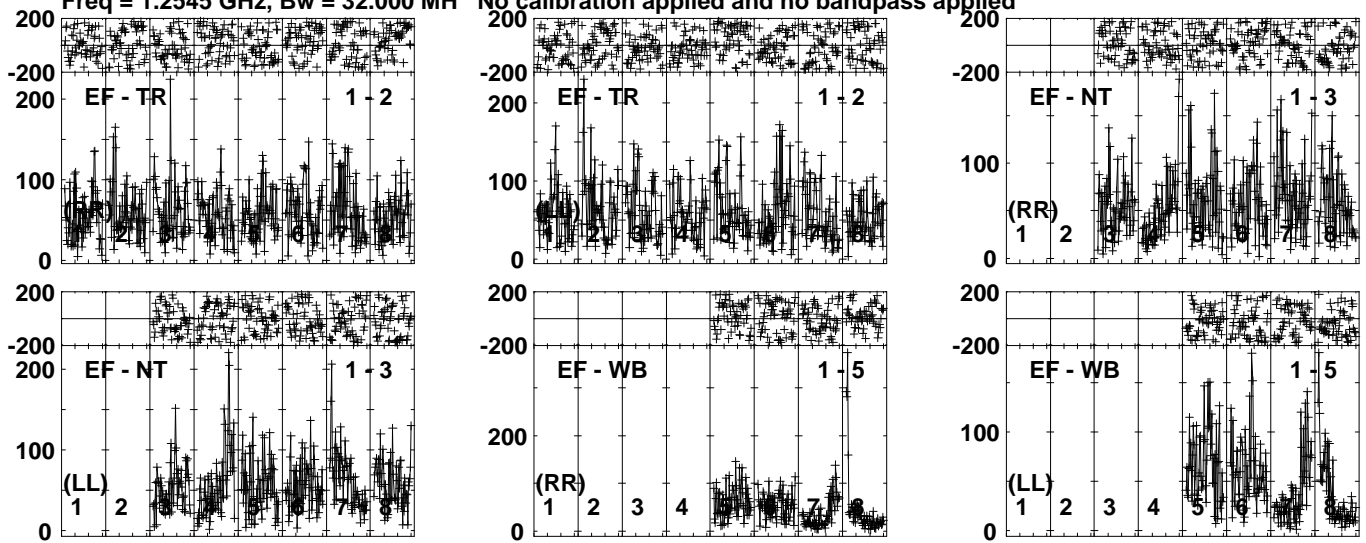 Freq = 1.2545 GHz, Bw = 32.000 MH No calibration applied and no bandpass applied
200
-200
200
100
0
EF - TR 1 - 2
(RR)
1 2 3 4 5 6 7 8
200
-200
200
100
0
EF - TR 1 - 2
(LL)
1 2 3 4 5 6 7 8
200
-200
200
100
0
EF - NT 1 - 3
(RR)
1 2 3 4 5 6 7 8
200
-200
200
100
0
EF - NT 1 - 3
(LL)
1 2 3 4 5 6 7 8
200
-200
200
0
EF - WB 1 - 5
(RR)
1 2 3 4 5 6 7 8
200
-200
100
0
EF - WB 1 - 5
(LL)
1 2 3 4 5 6 7 8